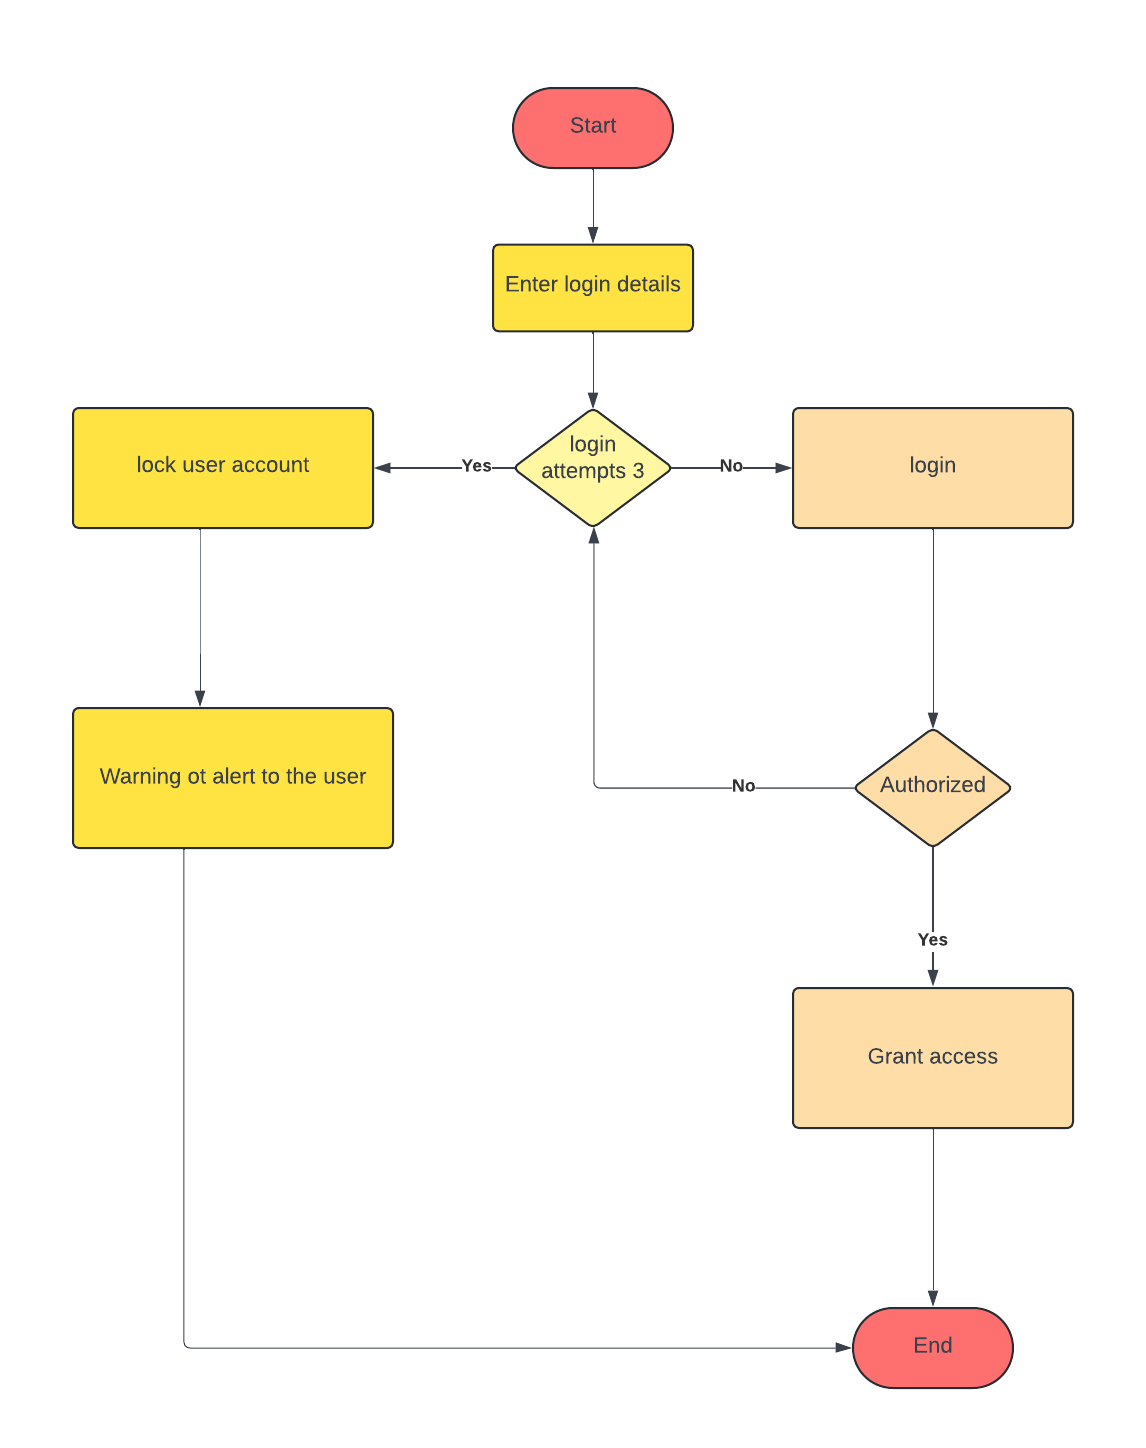 Start
Enter login details
lock user account
Yes
login
attempts 3
No
login
Warning ot alert to the user
No
Authorized
Yes
Grant access
End